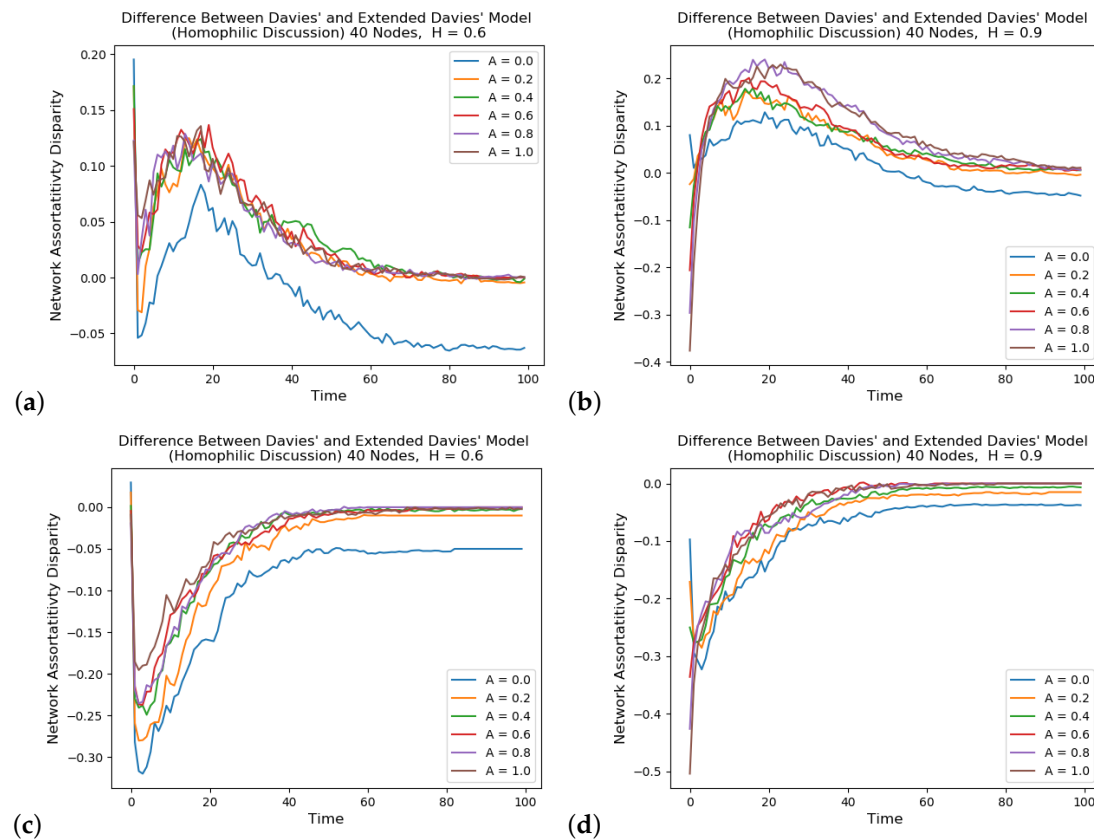 Difference Between Davies' and Extended Davies' Model
(Homophilic Discussion) 40 Nodes,  H = 0.6
Network Assortatitivty Disparity
0.20
0.15
0.10
0.05
0.00
−0.05
0
20
40
60
80
100
Time
A = 0.0
A = 0.2
A = 0.4
A = 0.6
A = 0.8
A = 1.0
(a)
Difference Between Davies' and Extended Davies' Model
(Homophilic Discussion) 40 Nodes,  H = 0.9
Network Assortatitivty Disparity
0.2
0.1
0.0
−0.1
−0.2
−0.3
−0.4
0
20
40
60
80
100
Time
A = 0.0
A = 0.2
A = 0.4
A = 0.6
A = 0.8
A = 1.0
(b)
Difference Between Davies' and Extended Davies' Model
(Homophilic Discussion) 40 Nodes,  H = 0.6
Network Assortatitivty Disparity
0.00
−0.05
−0.10
−0.15
−0.20
−0.25
−0.30
0
20
40
60
80
100
Time
A = 0.0
A = 0.2
A = 0.4
A = 0.6
A = 0.8
A = 1.0
(c)
Difference Between Davies' and Extended Davies' Model
(Homophilic Discussion) 40 Nodes,  H = 0.9
Network Assortatitivty Disparity
0.0
−0.1
−0.2
−0.3
−0.4
−0.5
0
20
40
60
80
100
Time
A = 0.0
A = 0.2
A = 0.4
A = 0.6
A = 0.8
A = 1.0
(d)